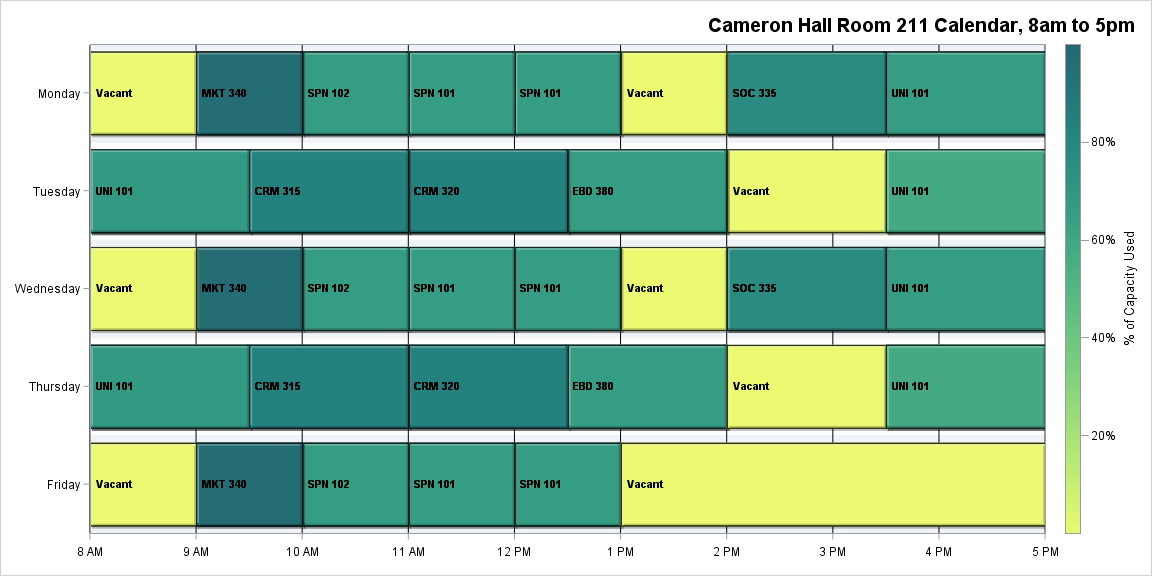 Cameron Hall Room 211 Calendar, 8am to 5pm
Monday
Vacant
MKT 340
SPN 102
SPN 101
SPN 101
Vacant
SOC 335
UNI 101
Tuesday
UNI 101
CRM 315
CRM 320
EBD 380
Vacant
UNI 101
Wednesday
Vacant
MKT 340
SPN 102
SPN 101
SPN 101
Vacant
SOC 335
UNI 101
Thursday
UNI 101
CRM 315
CRM 320
EBD 380
Vacant
UNI 101
Friday
Vacant
MKT 340
SPN 102
SPN 101
SPN 101
Vacant
8 AM
9 AM
10 AM
11 AM
12 PM
1 PM
2 PM
3 PM
4 PM
5 PM
80%
60%
40%
20%
% of Capacity Used